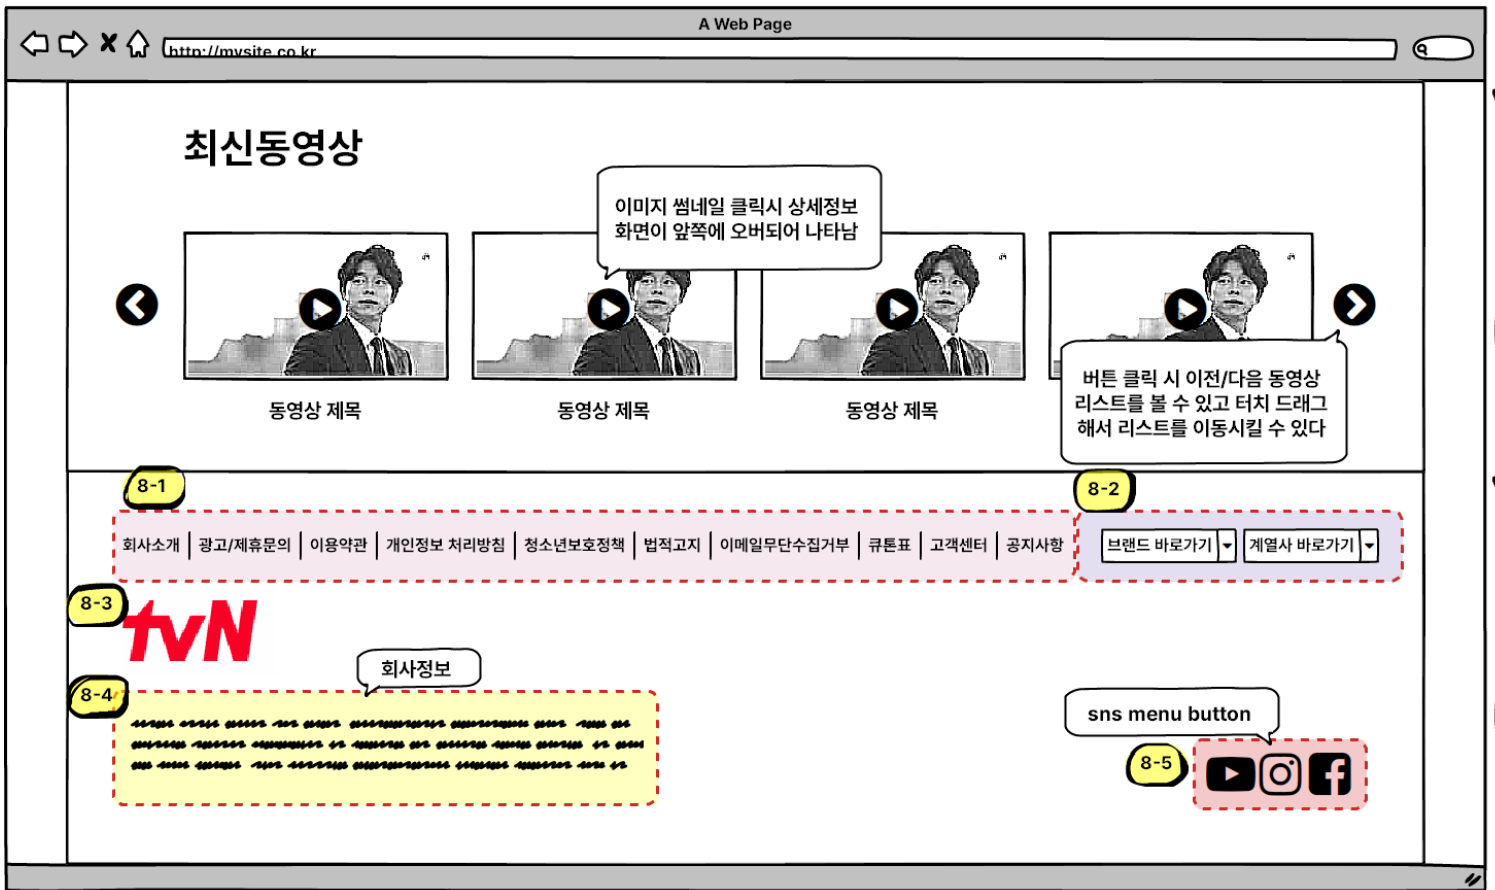 A Web Page
http://mysite.co.kr
최신동영상
이미지 썸네일 클릭시 상세정보
화면이 앞쪽에 오버되어 나타남
동영상 제목
동영상 제목
동영상 제목
버튼 클릭 시 이전/다음 동영상
리스트를 볼 수 있고 터치 드래그
해서 리스트를 이동시킬 수 있다
8-1
8-2
회사소개 | 광고/제휴문의 | 이용약관 | 개인정보 처리방침 | 청소년보호정책 | 법적고지 | 이메일무단수집거부 | 큐톤표 | 고객센터 | 공지사항
브랜드 바로가기 계열사 바로가기
8-3
tvN
회사정보
8-4
sns menu button
8-5